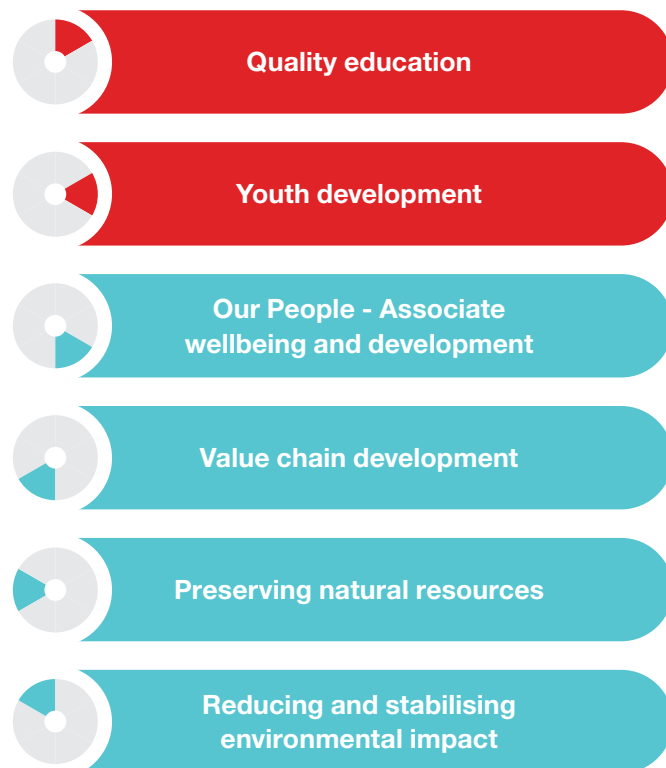 Quality education
Youth development
Our People - Associate
wellbeing and development
Value chain development
Preserving natural resources
Reducing and stabilising
environmental impact